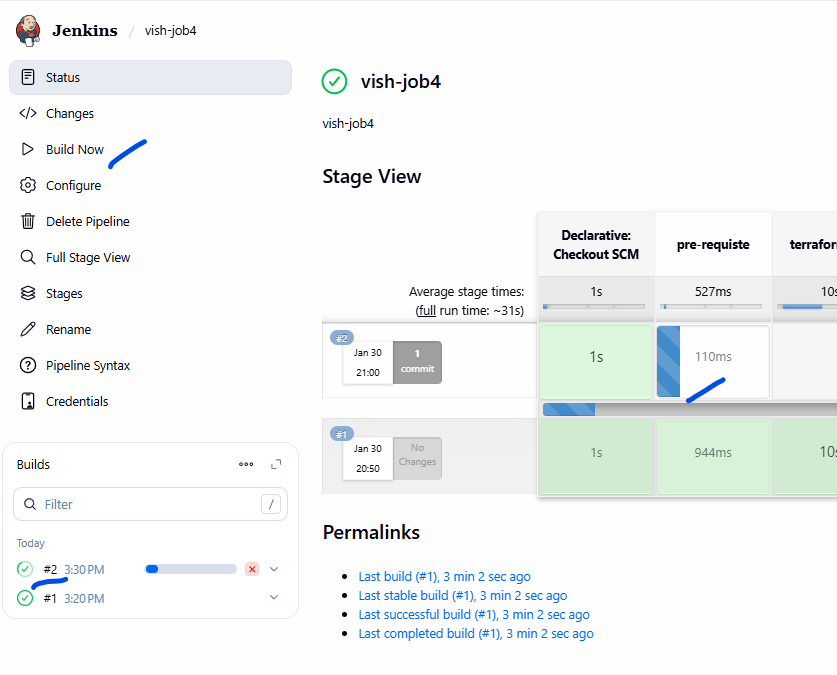 Jenkins / vish-job4
Status
Changes
Build Now
Configure
Delete Pipeline
Full Stage View
Stages
Rename
Pipeline Syntax
Credentials
Builds
Filter
/
Today
#2 3:30 PM
#1 3:20 PM
vish-job4
vish-job4
Stage View
Declarative:
Checkout SCM
pre-requiste
terrafor
Average stage times:
(full run time: ~31s)
1s
527ms
10s
#2
Jan 30
21:00
1
commit
1s
110ms
#1
Jan 30
20:50
No
Changes
1s
944ms
10s
Permalinks
Last build (#1), 3 min 2 sec ago
Last stable build (#1), 3 min 2 sec ago
Last successful build (#1), 3 min 2 sec ago
Last completed build (#1), 3 min 2 sec ago